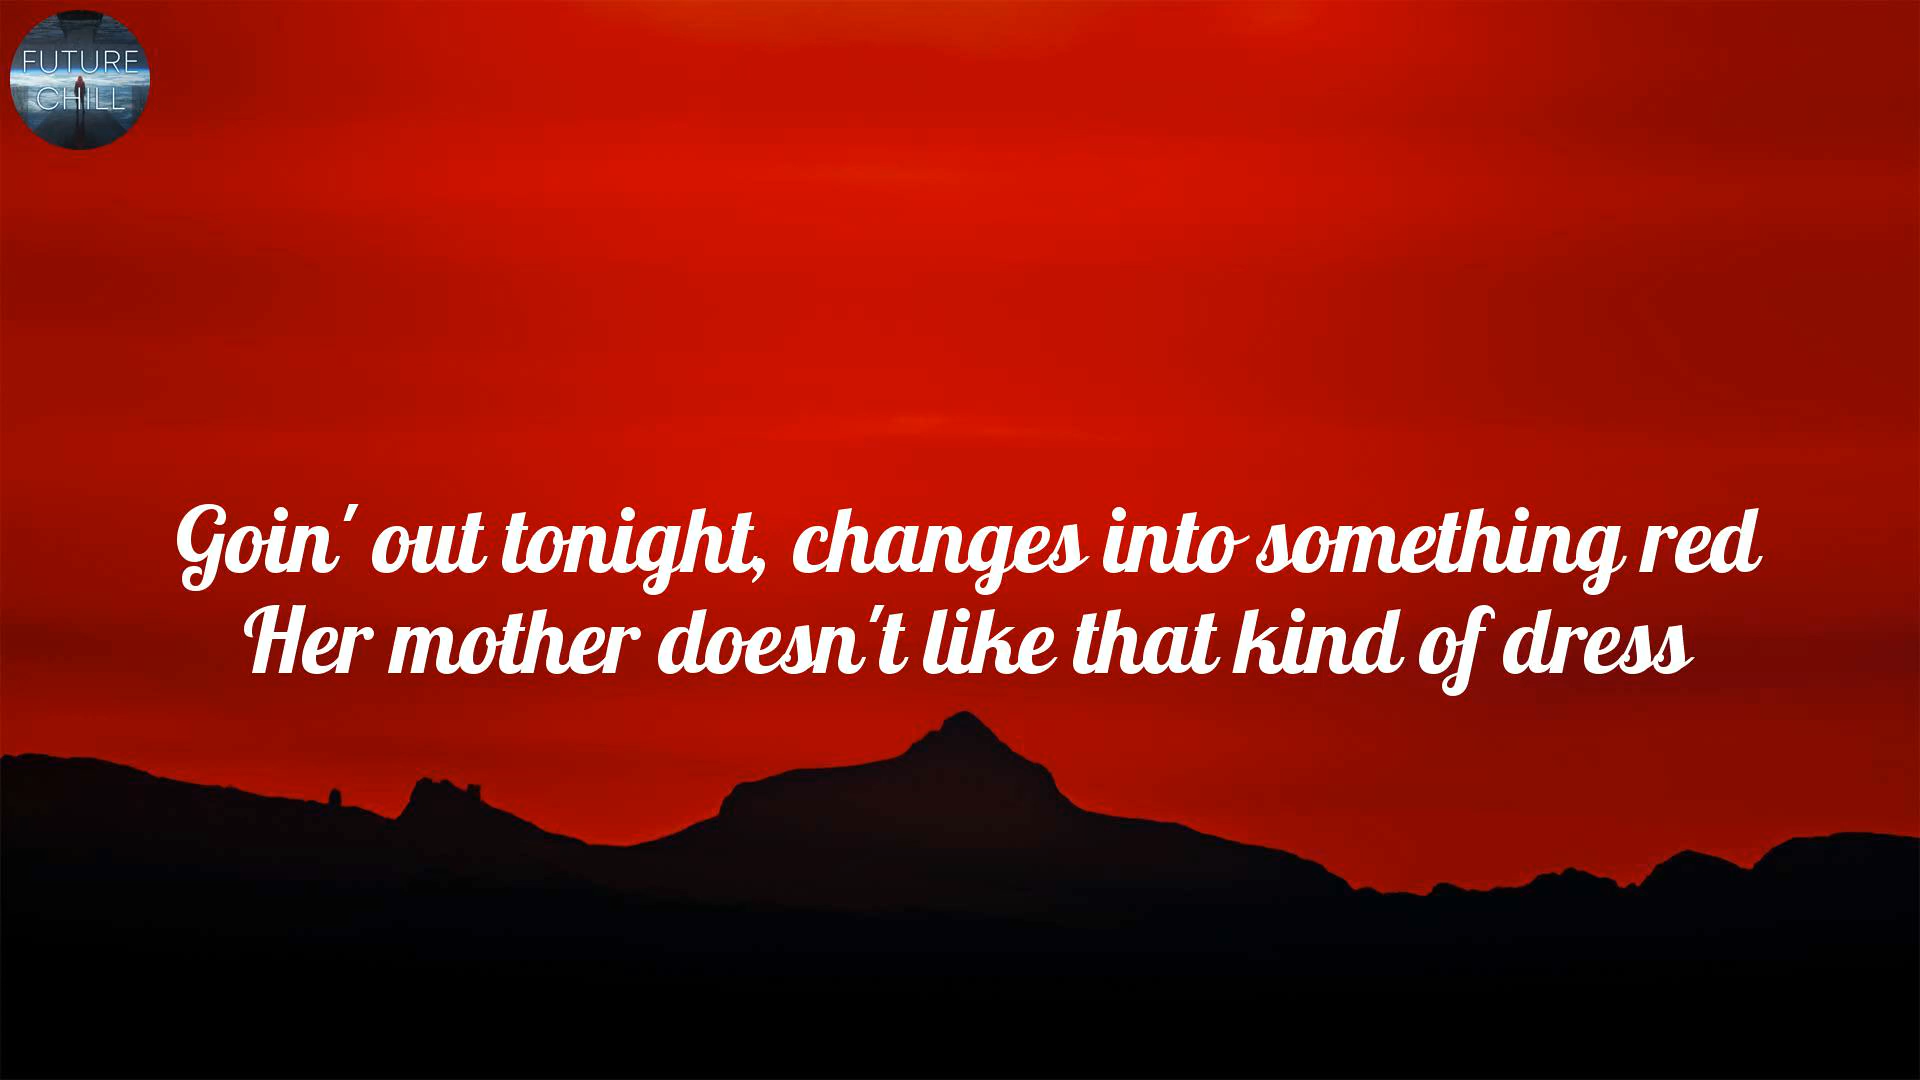 FUTURE
CHILL
Goin' out tonight, changes into something red
Her mother doesn't like that kind of dress